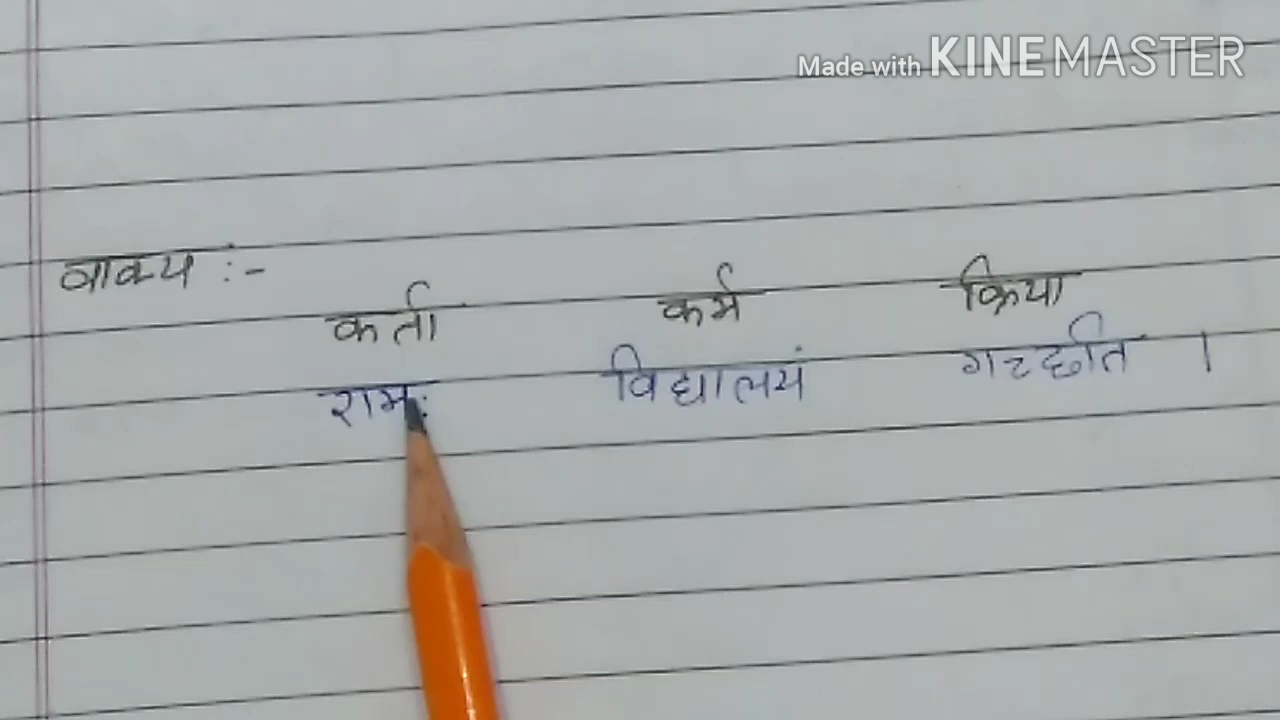 Made with KINEMASTER
वाक्य :-
कर्ता कर्म क्रिया
रामः विद्यालयं गच्छति ।